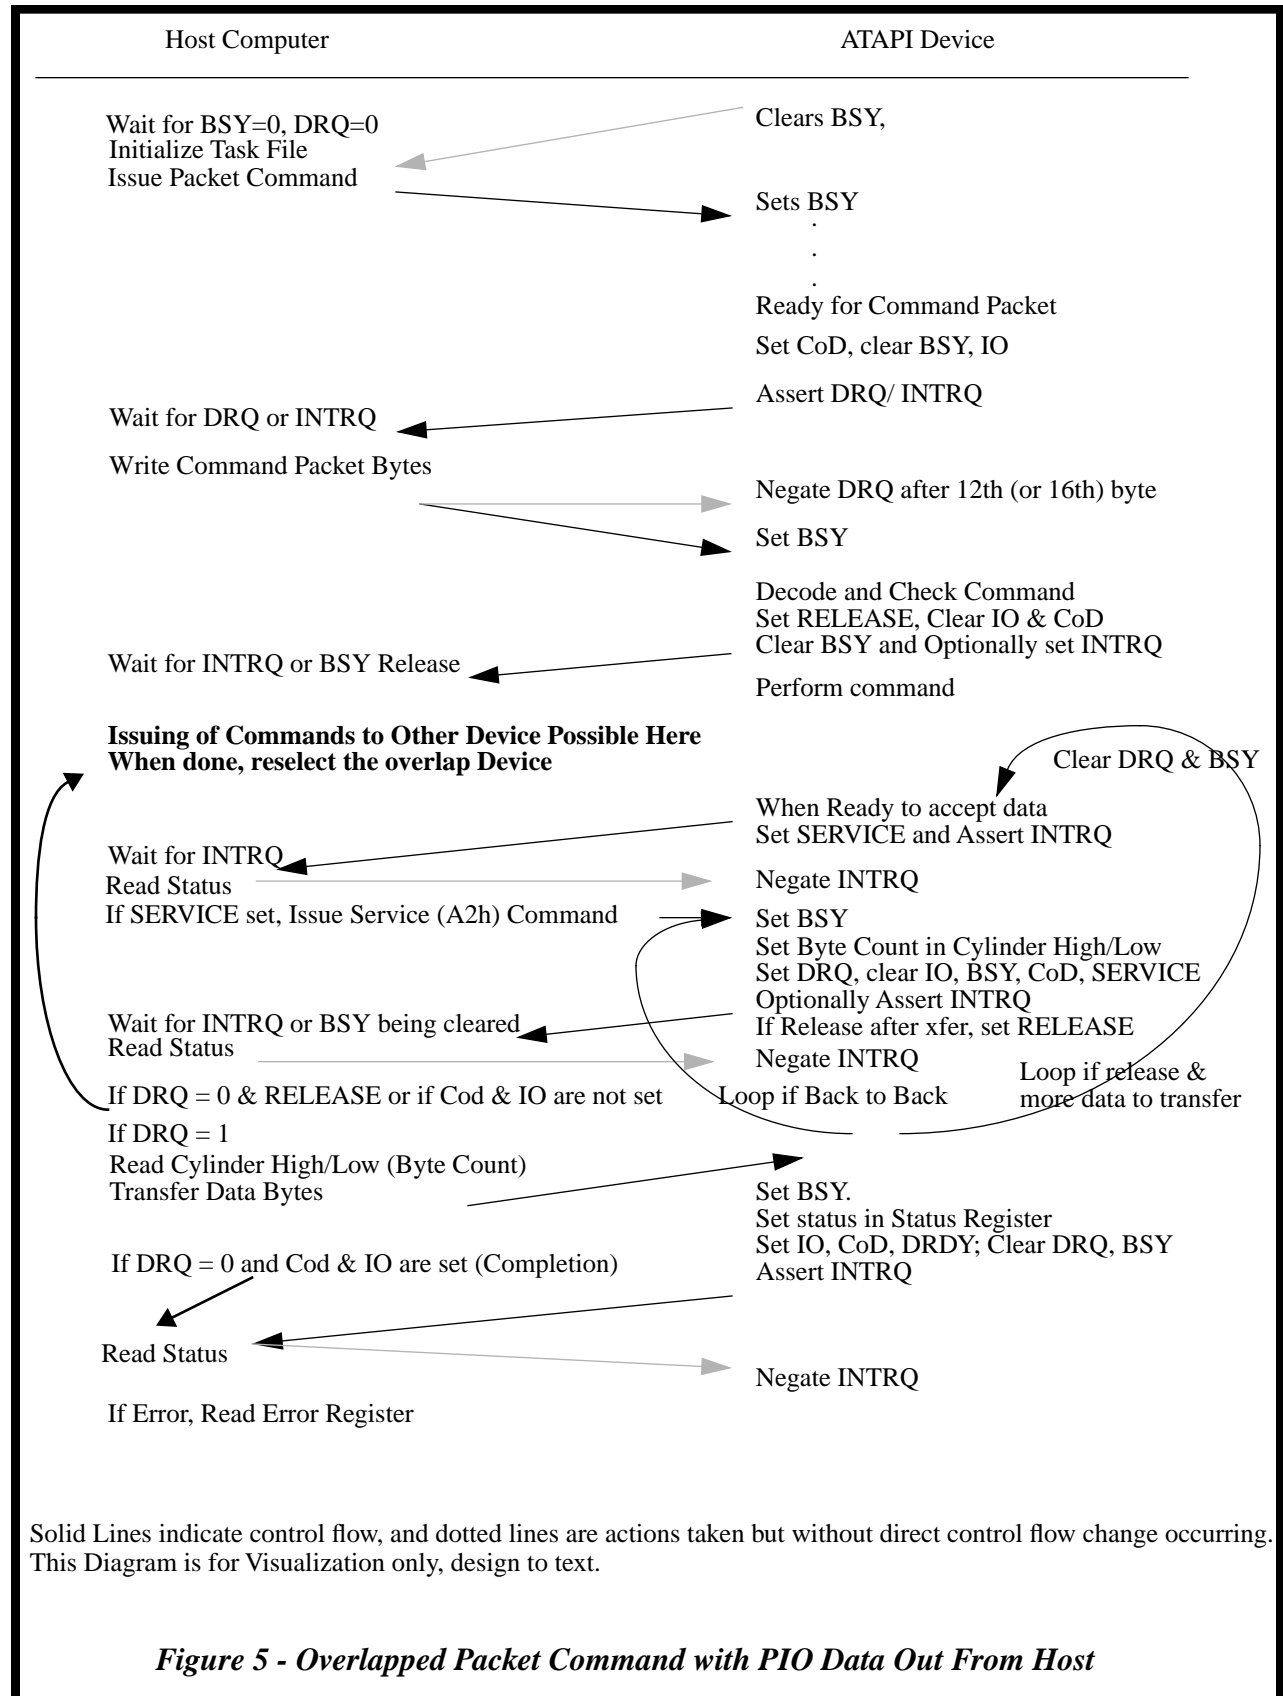 Host Computer
ATAPI Device
Wait for BSY=0, DRQ=0
Initialize Task File
Issue Packet Command
Clears BSY,
Sets BSY
.
.
.
Ready for Command Packet
Set CoD, clear BSY, IO
Assert DRQ/ INTRQ
Wait for DRQ or INTRQ
Write Command Packet Bytes
Negate DRQ after 12th (or 16th) byte
Set BSY
Decode and Check Command
Set RELEASE, Clear IO & CoD
Clear BSY and Optionally set INTRQ
Wait for INTRQ or BSY Release
Perform command
Issuing of Commands to Other Device Possible Here
When done, reselect the overlap Device
Clear DRQ & BSY
When Ready to accept data
Set SERVICE and Assert INTRQ
Wait for INTRQ
Read Status
Negate INTRQ
If SERVICE set, Issue Service (A2h) Command
Set BSY
Set Byte Count in Cylinder High/Low
Set DRQ, clear IO, BSY, CoD, SERVICE
Optionally Assert INTRQ
If Release after xfer, set RELEASE
Wait for INTRQ or BSY being cleared
Read Status
Negate INTRQ
If DRQ = 0 & RELEASE or if Cod & IO are not set
Loop if Back to Back
Loop if release &
more data to transfer
If DRQ = 1
Read Cylinder High/Low (Byte Count)
Transfer Data Bytes
Set BSY.
Set status in Status Register
Set IO, CoD, DRDY; Clear DRQ, BSY
Assert INTRQ
If DRQ = 0 and Cod & IO are set (Completion)
Read Status
Negate INTRQ
If Error, Read Error Register
Solid Lines indicate control flow, and dotted lines are actions taken but without direct control flow change occurring.
This Diagram is for Visualization only, design to text.
Figure 5 - Overlapped Packet Command with PIO Data Out From Host